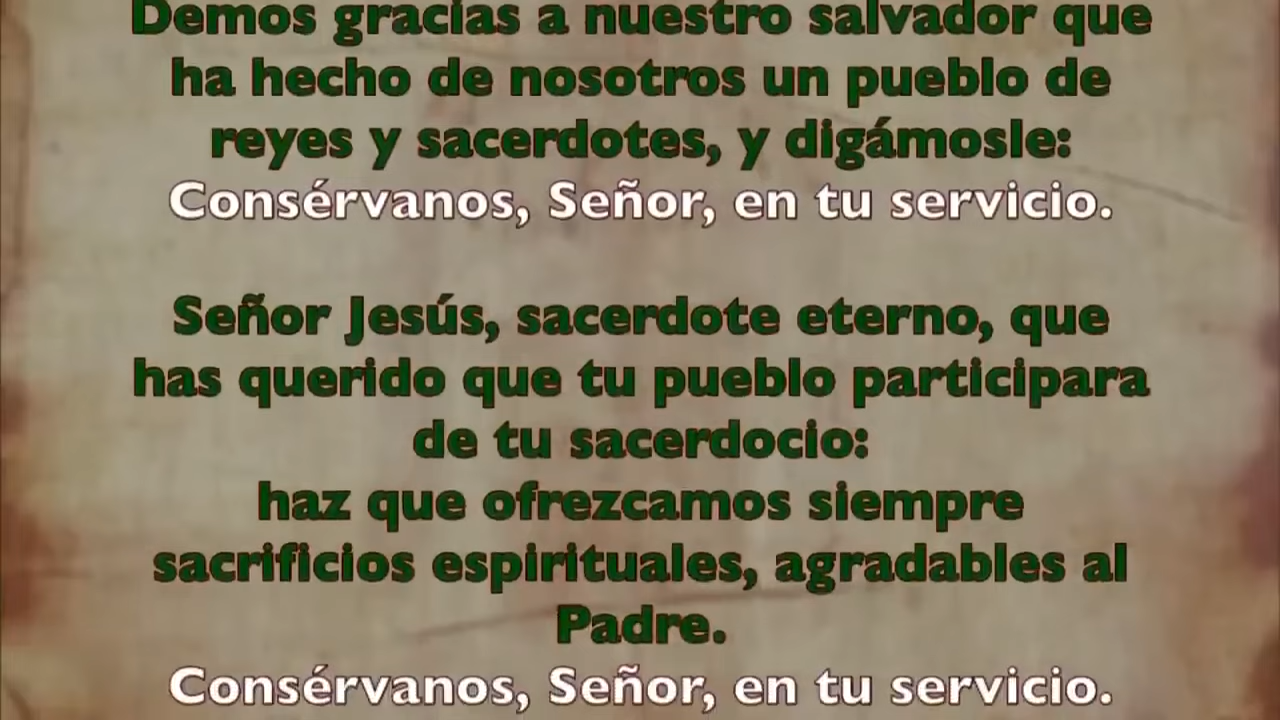 Demos gracias a nuestro salvador que
ha hecho de nosotros un pueblo de
reyes y sacerdotes, y digámosle:
Consérvanos, Señor, en tu servicio.
Señor Jesús, sacerdote eterno, que
has querido que tu pueblo participara
de tu sacerdocio:
haz que ofrezcamos siempre
sacrificios espirituales, agradables al
Padre.
Consérvanos, Señor, en tu servicio.